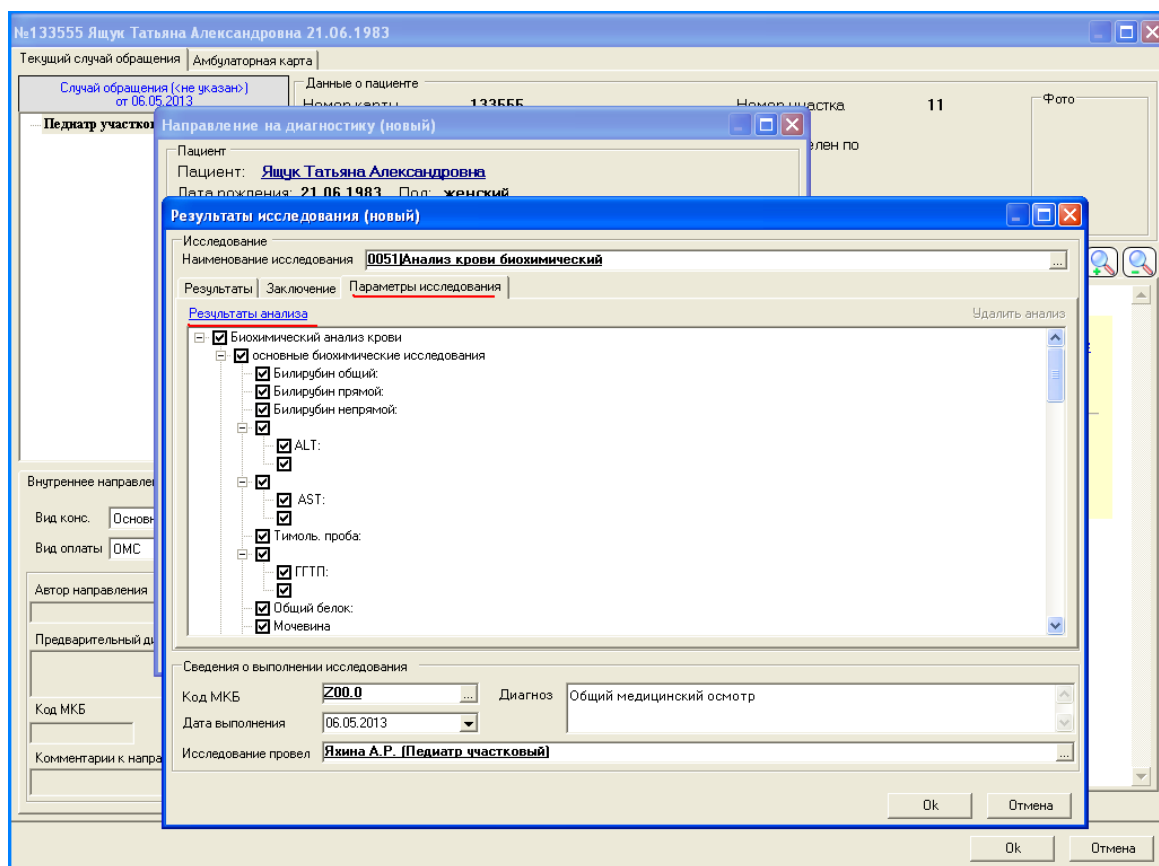 №133555 Ящук Татьяна Александровна 21.06.1983
Текущий случай обращения Амбулаторная карта
Случай обращения (<не указан>)
от 06.05.2013
Данные о пациенте
Номер карты 133555 Номер участка 11
Фото
Педиатр
Направление на диагностику (новый)
Пациент
Пациент: Ящук Татьяна Александровна
Дата рождения: 21.06.1983 Пол: женский
по
Результаты исследования (новый)
Исследование
Наименование исследования 0051|Анализ крови биохимический ...
Результаты Заключение Параметры исследования
Результаты анализа Удалить анализ
Биохимический анализ крови
основные биохимические исследования
Билирубин общий:
Билирубин прямой:
Билирубин непрямой:
ALT:
AST:
Тимоль. проба:
ГГТП:
Общий белок:
Мочевина
Внутреннее
Вид конс.
Вид оплаты ОМС
Автор направления
Предварительный
Код МКБ
Комментарии к
Сведения о выполнении исследования
Код МКБ Z00.0 ... Диагноз Общий медицинский осмотр
Дата выполнения 06.05.2013
Исследование провел Яхина А.Р. (Педиатр участковый) ...
Ok Отмена
Ok Отмена